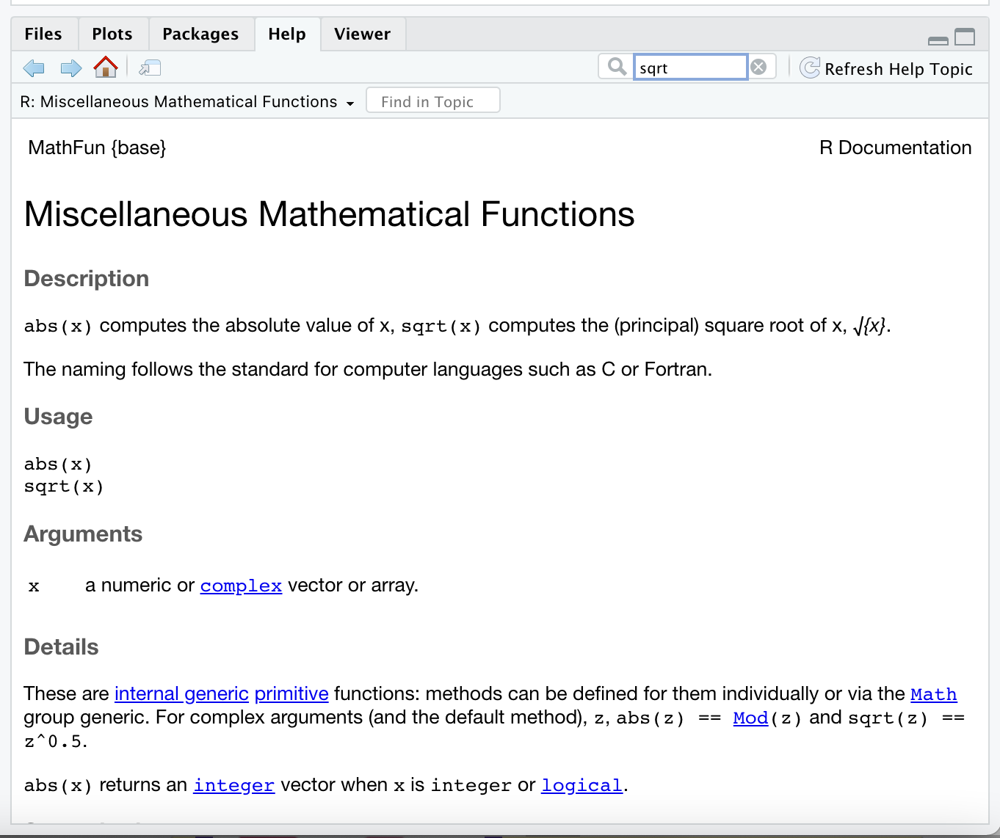 Files Plots Packages Help Viewer
sqrt Refresh Help Topic
R: Miscellaneous Mathematical Functions Find in Topic
MathFun {base} R Documentation
Miscellaneous Mathematical Functions
Description
abs(x) computes the absolute value of x, sqrt(x) computes the (principal) square root of x, √{x}.
The naming follows the standard for computer languages such as C or Fortran.
Usage
abs(x)
sqrt(x)
Arguments
x a numeric or complex vector or array.
Details
These are internal generic primitive functions: methods can be defined for them individually or via the Math
group generic. For complex arguments (and the default method), z, abs(z) == Mod(z) and sqrt(z) ==
z^0.5.
abs(x) returns an integer vector when x is integer or logical.